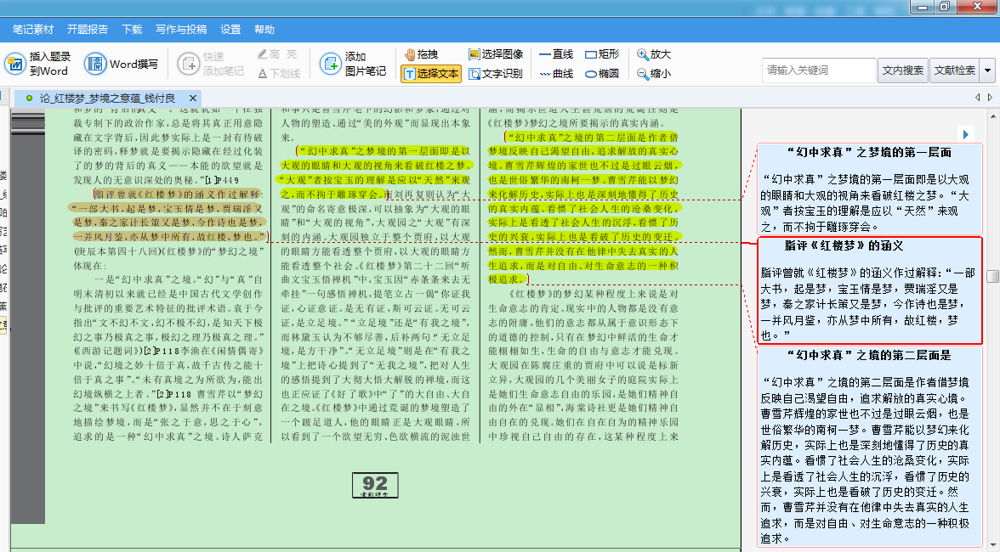 笔记素材 开题报告 下载 写作与投稿 设置 帮助
插入题录
到Word
Word撰写
快速
添加笔记
高 亮
下划线
添加
图片笔记
拖拽
选择文本
选择图像
文字识别
直线
曲线
矩形
椭圆
放大
缩小
请输入关键词
文内搜索
文献检索
论_红楼梦_梦境之意蕴_钱付良
裁专制下的政治作家,总是将其真正用意隐
藏在文字背后,因此梦实际上是一封有待破
译的密码,释梦就是要揭示隐藏在经过化装
了的梦的背后的真义——本能的欲望就是
发现人的无意识深处的奥秘。”[1]P449
脂评曾就《红楼梦》的涵义作过解释:
“一部大书,起是梦,宝玉情是梦,贾瑞淫又
是梦,秦之家计长策又是梦,今作诗也是梦,
一并风月鉴,亦从梦中所有,故红楼,梦也。”
(庚辰本第四十八回)《红楼梦》的“梦幻之境”
体现在:
一是“幻中求真”之境。“幻”与“真”自
明末清初以来就已经是中国古代文学创作
与批评的重要艺术特征的批评术语。袁于今
指出“文不幻不文,幻不极不幻,是知天下极
幻之事乃极真之事,极幻之理乃极真之理。”
(《西游记题词》)[2]P118李渔在《闲情偶寄》
中说,“幻境之妙十倍于真,故千古传之能十
倍于真之事”。“未有真境之为所欲为,能出
幻境纵横之上者。”[2]P118 曹雪芹以“梦幻
之境”来书写《红楼梦》,显然并不在于刻意
地描绘梦境,而是“张之于意,思之于心”,
追求的是一种“幻中求真”之境。诗人萨克
和事只是曹雪芹笔下的幻影和梦象,通过对
人物的塑造、通过“美的外观”而显现出本象
来。
“幻中求真”之梦境的第一层面即是以
大观的眼睛和大观的视角来看破红楼之梦。
“大观”者按宝玉的理解是应以“天然”来观
之,而不拘于雕琢穿会。而刘再复则认为“大
观”的命名寄意极深,可以抽象为“大观的眼
睛”和“大观的视角”,大观园之“大观”有深
刻的内涵。大观园独立于整个贾府,以大观
的眼睛方能看透整个贾府,以大观的眼睛方
能看透整个社会。《红楼梦》第二十二回“听
曲文宝玉悟禅机”中,宝玉因“赤条条来去无
牵挂”一句感悟禅机,提笔立占一偈“你证我
证,心证意证。是无有证,斯可云证。无可云
证,是立足境。”“立足境”还是“有我之境”,
而林黛玉认为不够尽善,后补两句:“无立足
境,是方干净”。“无立足境”则是在“有我之
境”上把诗心提到了“无我之境”,把对人生
的感悟提到了大彻大悟大解脱的禅境,而这
也正应证了《好了歌》中“了”的大自由、大自
在之境。《红楼梦》中通过荒诞的梦境塑造了
一个跛足道人,他的眼睛正是大观眼睛,所
以看到了一个欲望无穷、色欲横流的泥浊世
《红楼梦》梦幻之境所要揭示的真实内涵。
“幻中求真”之境的第二层面是作者借
梦境反映自己渴望自由,追求解放的真实心
境。曹雪芹辉煌的家世也不过是过眼云烟,
也是世俗繁华的南柯一梦。曹雪芹能以梦幻
来化解历史,实际上也是深刻地懂得了历史
的真实内蕴。看惯了社会人生的沧桑变化,
实际上是看透了社会人生的沉浮,看惯了历
史的兴衰,实际上也是看破了历史的变迁。
然而,曹雪芹并没有在他律中失去真实的人
生追求,而是对自由、对生命意志的一种积
极追求。
《红楼梦》的梦幻某种程度上来说是对
生命意志的肯定。现实中的人物都是没有意
志的附庸,他们的意志都从属于意识形态下
的道德的控制,只有在梦幻中鲜活的生命才
能栩栩如生,生命的自由与意志才能兑现。
大观园在陈腐庄重的贾府中可以说是标新
立异,大观园的几个美丽女子的庭院实际上
是她们生命意志自由的乐园,是她们精神自
由的外在“显相”,海棠诗社更是她们精神自
由自在的兑现。她们在自在自为的精神乐园
中珍视自己自由的存在,这某种程度上来
92
“幻中求真”之梦境的第一层面
“幻中求真”之梦境的第一层面即是以大观
的眼睛和大观的视角来看破红楼之梦。“大
观”者按宝玉的理解是应以“天然”来观
之,而不拘于雕琢穿会。
脂评《红楼梦》的涵义
脂评曾就《红楼梦》的涵义作过解释:“一部
大书,起是梦,宝玉情是梦,贾瑞淫又是
梦,秦之家计长策又是梦,今作诗也是梦,
一并风月鉴,亦从梦中所有,故红楼,梦
也。”
“幻中求真”之境的第二层面是
“幻中求真”之境的第二层面是作者借梦境
反映自己渴望自由,追求解放的真实心境。
曹雪芹辉煌的家世也不过是过眼云烟,也是
世俗繁华的南柯一梦。曹雪芹能以梦幻来化
解历史,实际上也是深刻地懂得了历史的真
实内蕴。看惯了社会人生的沧桑变化,实际
上是看透了社会人生的沉浮,看惯了历史的
兴衰,实际上也是看破了历史的变迁。然
而,曹雪芹并没有在他律中失去真实的人生
追求,而是对自由、对生命意志的一种积极
追求。